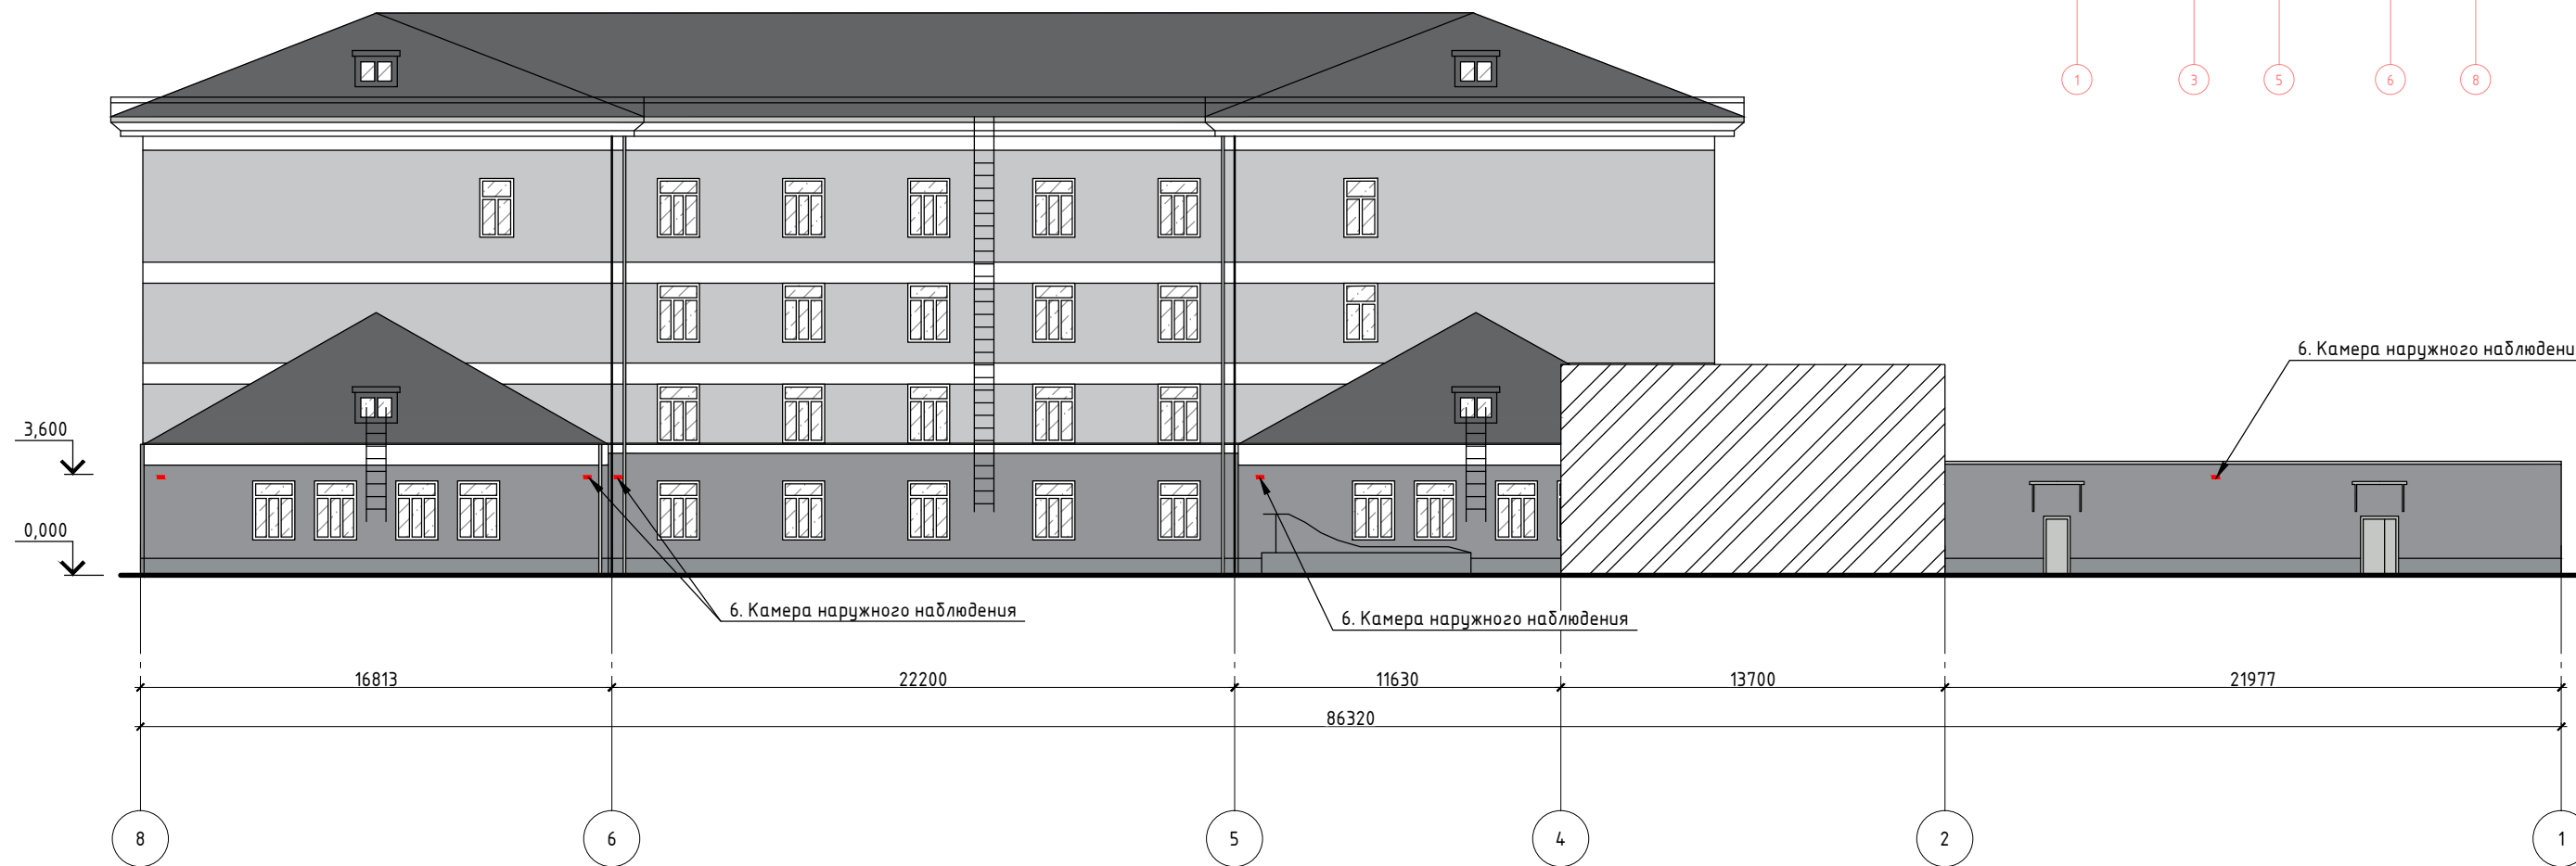 1 3 5 6 8
6. Камера наружного наблюдени
3,600
0,000
6. Камера наружного наблюдения
6. Камера наружного наблюдения
16813 22200 11630 13700 21977
86320
8 6 5 4 2 1